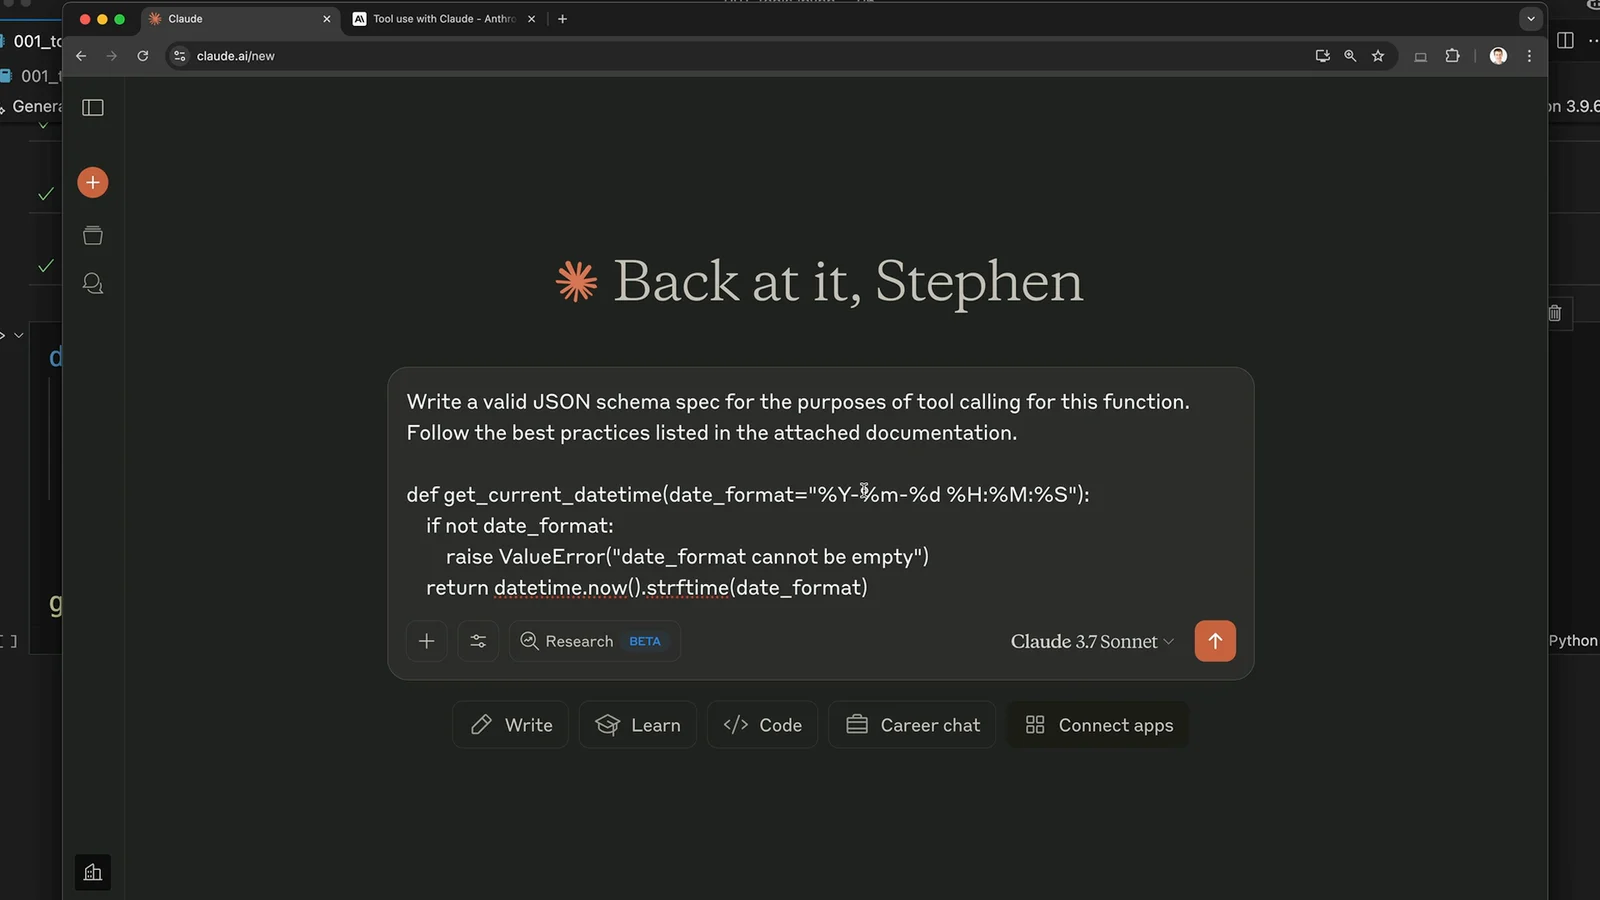 Claude
Tool use with Claude - Anthro
001_to
claude.ai/new
001_t
Genera
on 3.9.6
Back at it, Stephen
d
Write a valid JSON schema spec for the purposes of tool calling for this function.
Follow the best practices listed in the attached documentation.
def get_current_datetime(date_format="%Y-%m-%d %H:%M:%S"):
if not date_format:
raise ValueError("date_format cannot be empty")
return datetime.now().strftime(date_format)
g
Research BETA
Claude 3.7 Sonnet
Python
Write
Learn
Code
Career chat
Connect apps